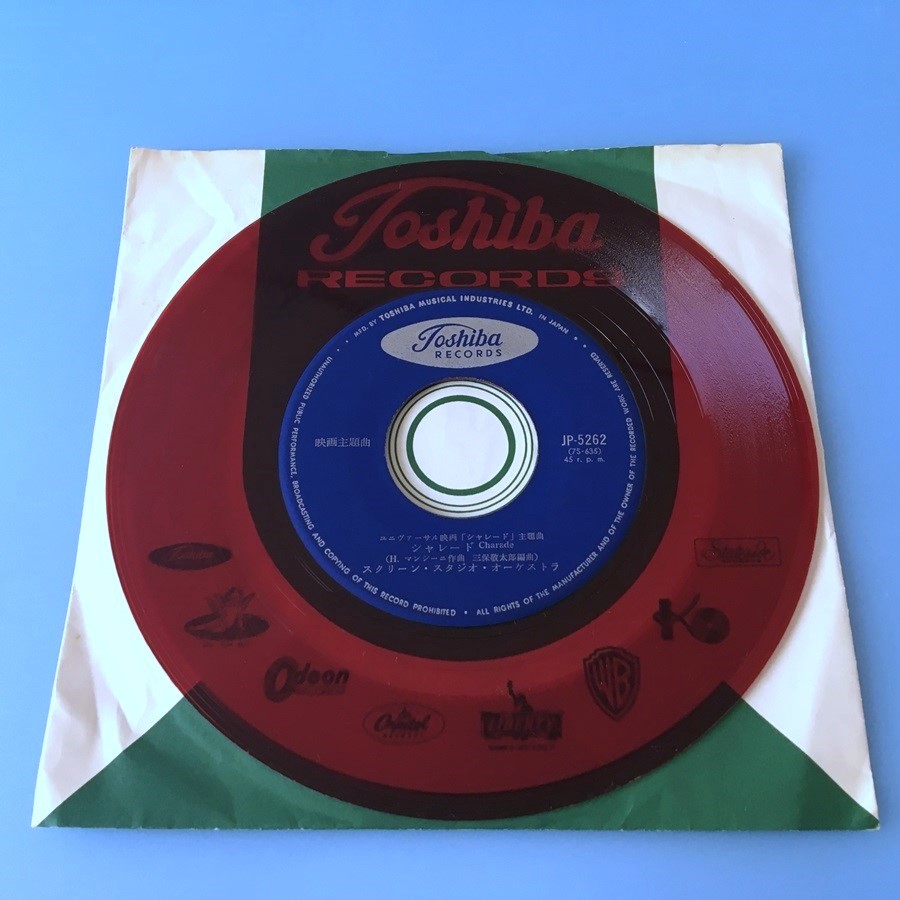 Toshiba
RECORDS
MFD. BY TOSHIBA MUSICAL INDUSTRIES LTD. IN JAPAN
Toshiba
RECORDS
映画主題曲
JP-5262
(7S-635)
45 r. p. m.
ユニヴァーサル映画「シャレード」主題曲
シャレード Charade
(H. マンシーニ作曲 三保敬太郎編曲)
スクリーン・スタジオ・オーケストラ
UNAUTHORIZED PUBLIC PERFORMANCE, BROADCASTING AND COPYING OF THIS RECORD PROHIBITED • ALL RIGHTS OF THE MANUFACTURER AND OF THE OWNER OF THE RECORDED WORK ARE RESERVED
Toshiba
Odeon
Capitol
RECORDS
LIBERTY
WB